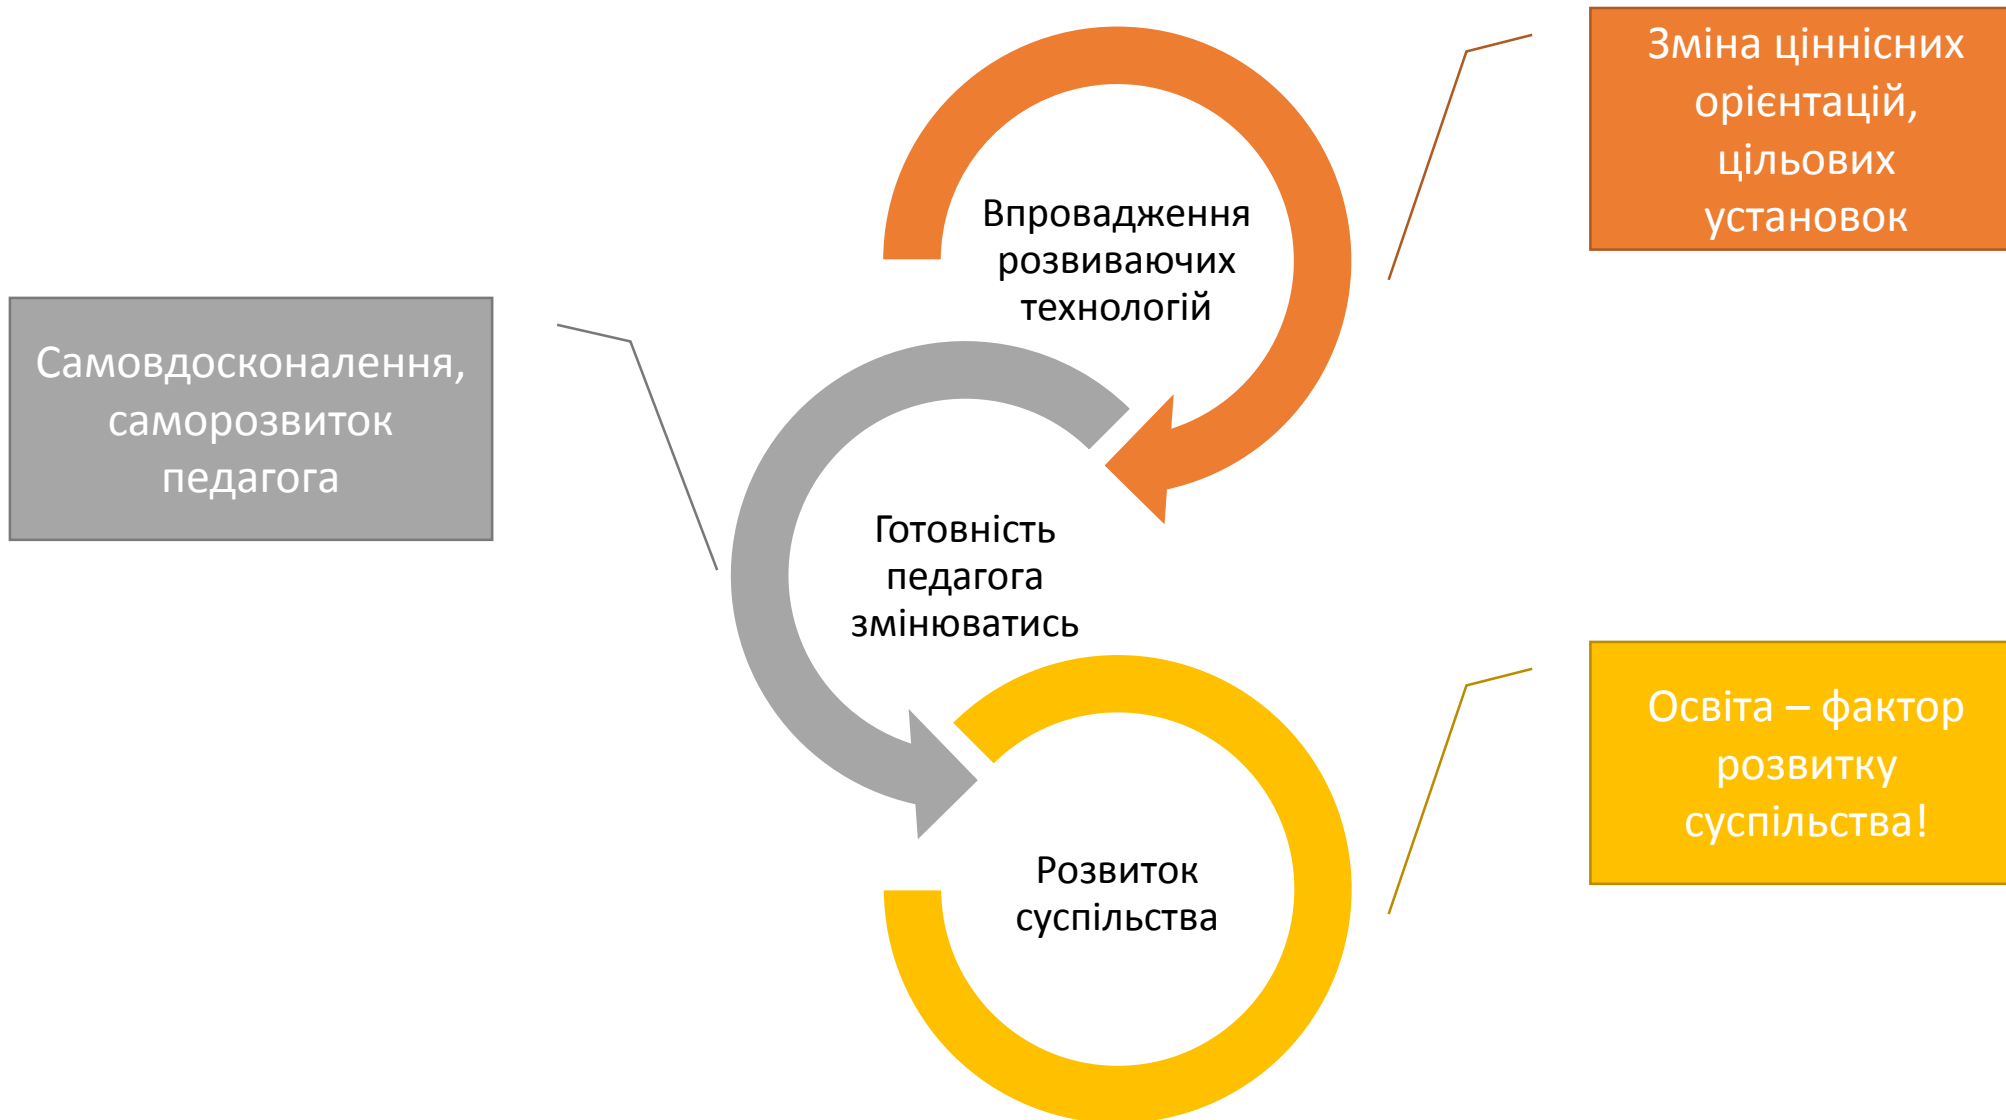 Зміна ціннісних
орієнтацій,
цільових
установок
Впровадження
розвиваючих
технологій
Самовдосконалення,
саморозвиток
педагога
Готовність
педагога
змінюватись
Освіта – фактор
розвитку
суспільства!
Розвиток
суспільства